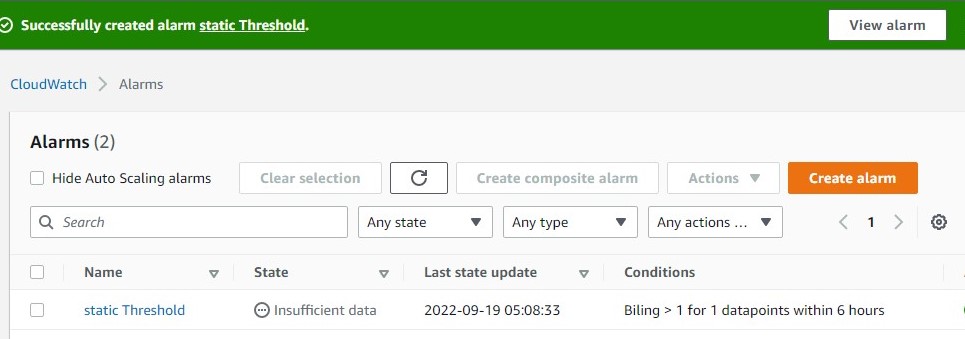 Successfully created alarm static Threshold.
View alarm
CloudWatch
Alarms
Alarms (2)
Hide Auto Scaling alarms
Clear selection
Create composite alarm
Actions
Create alarm
Search
Any state
Any type
Any actions ...
1
Name
State
Last state update
Conditions
static Threshold
Insufficient data
2022-09-19 05:08:33
Biling > 1 for 1 datapoints within 6 hours